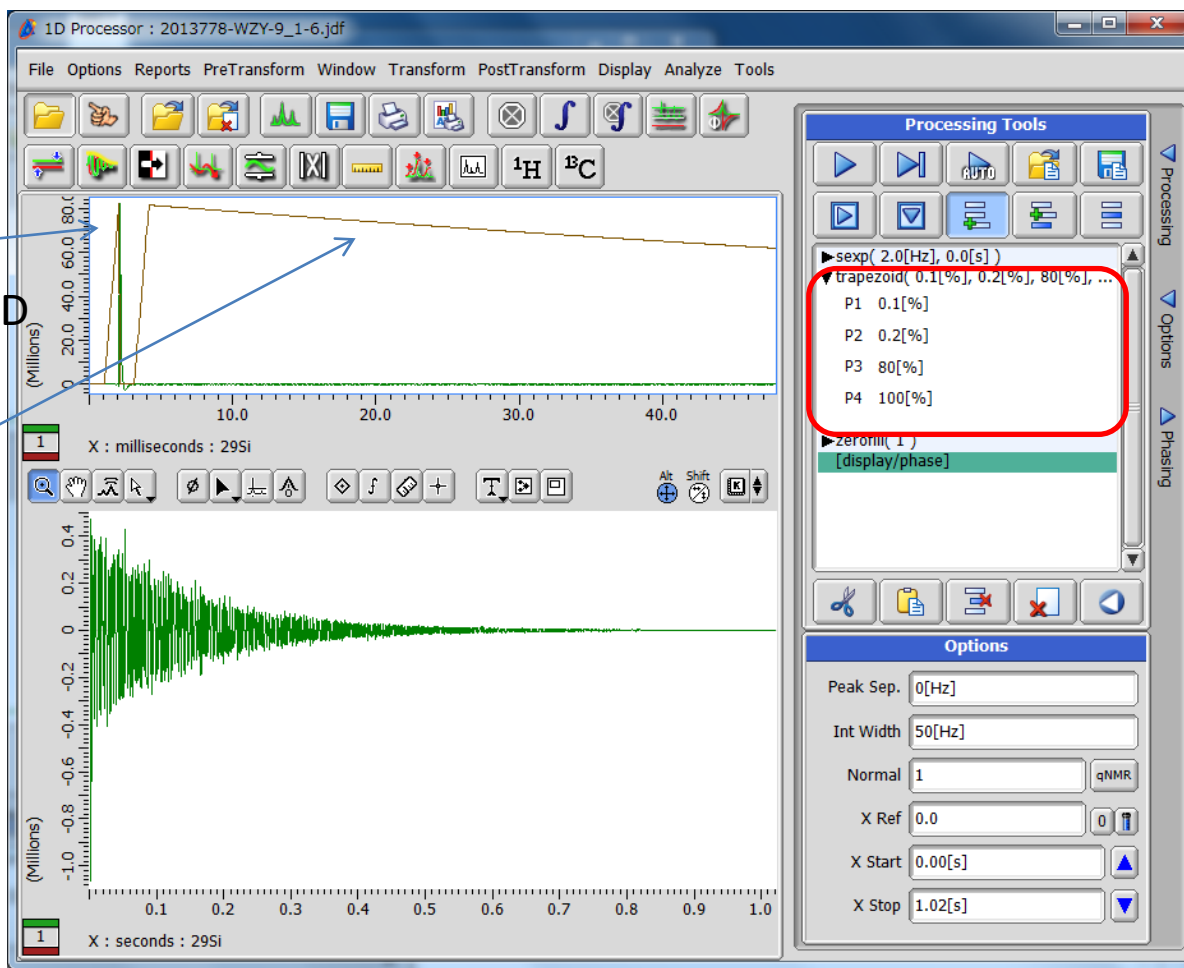 1D Processor : 2013778-WZY-9_1-6.jdf
File Options Reports PreTransform Window Transform PostTransform Display Analyze Tools
¹H ¹³C
80.0
60.0
40.0
20.0
0
(Millions)
10.0 20.0 30.0 40.0
1
X : milliseconds : 29Si
D
Alt Shift
0.4
0.2
0
-0.2
-0.4
-0.6
-0.8
-1.0
(Millions)
0.1 0.2 0.3 0.4 0.5 0.6 0.7 0.8 0.9 1.0
1
X : seconds : 29Si
Processing Tools
AUTO
sexp( 2.0[Hz], 0.0[s] )
trapezoid( 0.1[%], 0.2[%], 80[%], ...
P1 0.1[%]
P2 0.2[%]
P3 80[%]
P4 100[%]
zerofill( 1 )
[display/phase]
Options
Peak Sep. 0[Hz]
Int Width 50[Hz]
Normal 1 qNMR
X Ref 0.0 0
X Start 0.00[s]
X Stop 1.02[s]
Processing
Options
Phasing